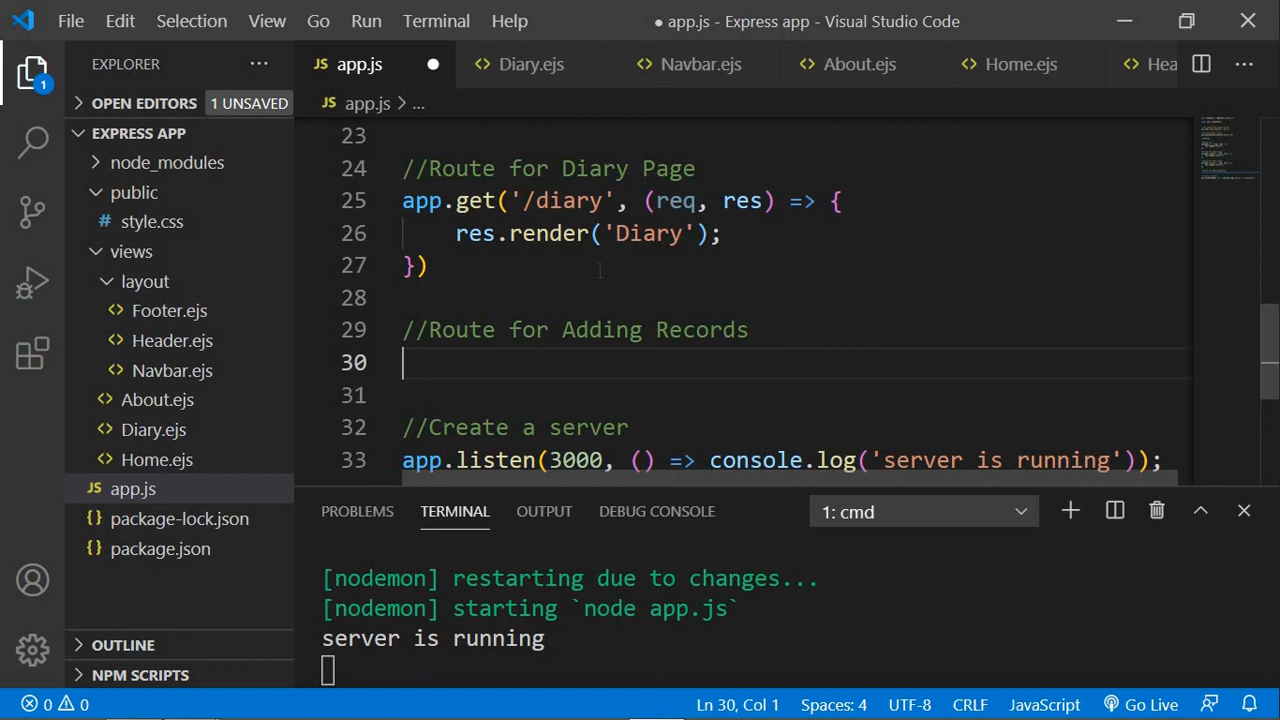 File Edit Selection View Go Run Terminal Help ● app.js - Express app - Visual Studio Code
EXPLORER ···
JS app.js ● <> Diary.ejs <> Navbar.ejs <> About.ejs <> Home.ejs <> Hea ···
1
> OPEN EDITORS 1 UNSAVED
JS app.js > ...
EXPRESS APP
node_modules
public
# style.css
views
layout
<> Footer.ejs
<> Header.ejs
<> Navbar.ejs
<> About.ejs
<> Diary.ejs
<> Home.ejs
JS app.js
{} package-lock.json
{} package.json
OUTLINE
NPM SCRIPTS
23
24 //Route for Diary Page
25 app.get('/diary', (req, res) => {
26 res.render('Diary');
27 })
28
29 //Route for Adding Records
30
31
32 //Create a server
33 app.listen(3000, () => console.log('server is running'));
PROBLEMS TERMINAL OUTPUT DEBUG CONSOLE 1: cmd
[nodemon] restarting due to changes...
[nodemon] starting `node app.js`
server is running
0 0 Ln 30, Col 1 Spaces: 4 UTF-8 CRLF JavaScript Go Live